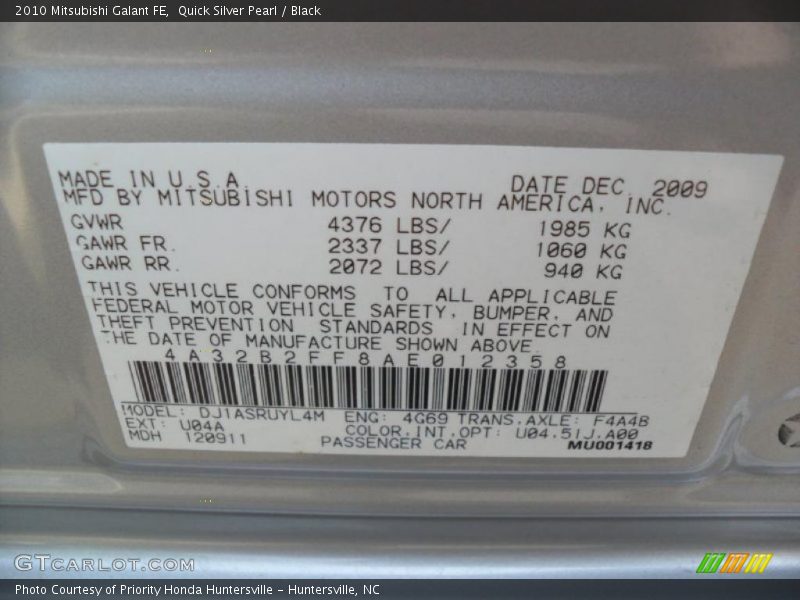 2010 Mitsubishi Galant FE,  Quick Silver Pearl / Black
MADE IN U.S.A. DATE DEC. 2009
MFD BY MITSUBISHI MOTORS NORTH AMERICA, INC.
GVWR 4376 LBS/ 1985 KG
GAWR FR. 2337 LBS/ 1060 KG
GAWR RR. 2072 LBS/ 940 KG
THIS VEHICLE CONFORMS TO ALL APPLICABLE
FEDERAL MOTOR VEHICLE SAFETY, BUMPER, AND
THEFT PREVENTION STANDARDS IN EFFECT ON
THE DATE OF MANUFACTURE SHOWN ABOVE.
4A32B2FF8AE012358
MODEL: DJ1ASRUYL4M ENG: 4G69 TRANS.AXLE: F4A4B
EXT: U04A COLOR.INT.OPT: U04.51J.A00
MDH 120911 PASSENGER CAR MU001418
GTCARLOT.COM
Photo Courtesy of Priority Honda Huntersville – Huntersville, NC